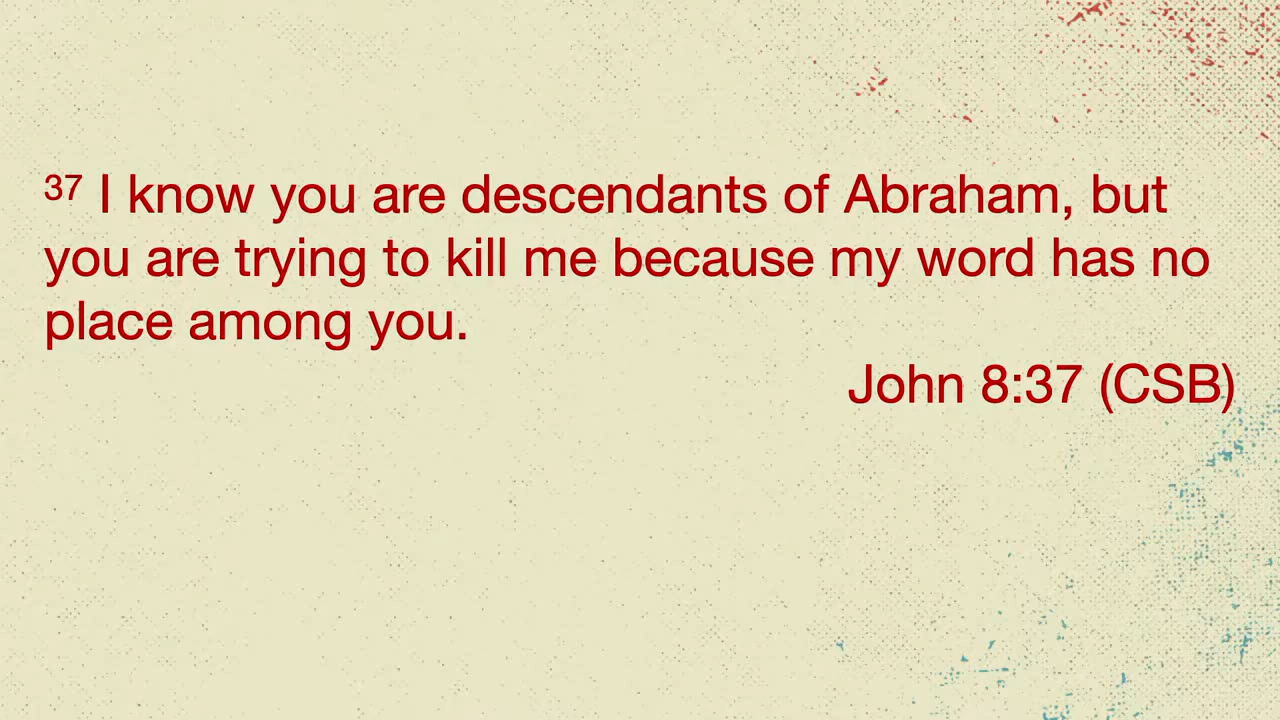 37 I know you are descendants of Abraham, but
you are trying to kill me because my word has no
place among you.
John 8:37 (CSB)